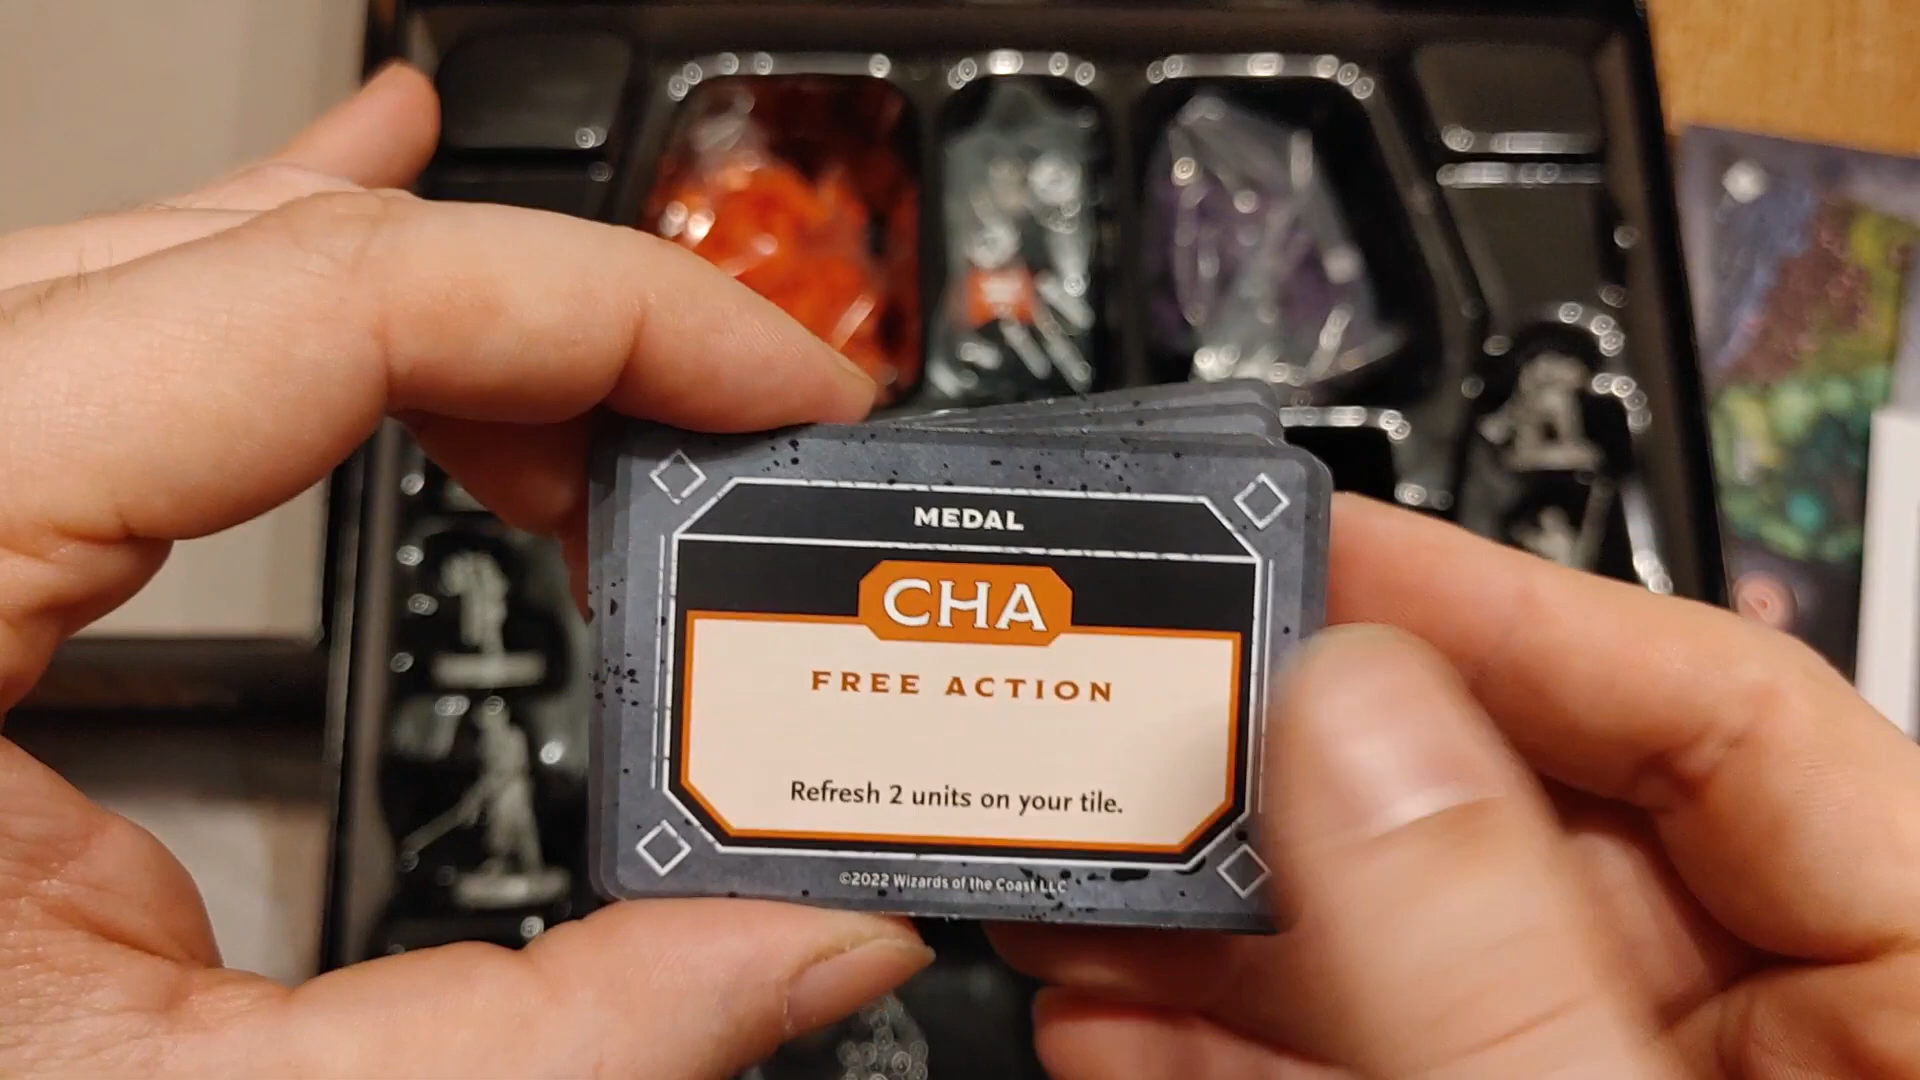 MEDAL
CHA
FREE ACTION
Refresh 2 units on your tile.
©2022 Wizards of the Coast LLC